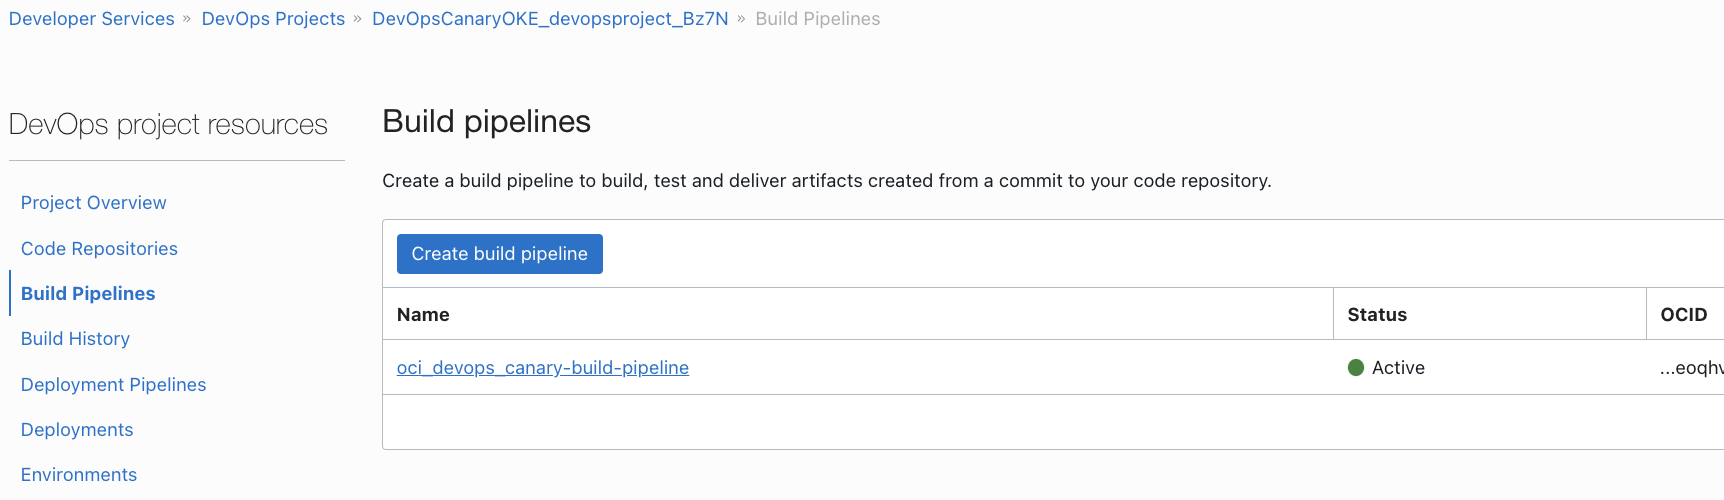 Developer Services » DevOps Projects » DevOpsCanaryOKE_devopsproject_Bz7N » Build Pipelines
DevOps project resources
Project Overview
Code Repositories
Build Pipelines
Build History
Deployment Pipelines
Deployments
Environments
Build pipelines
Create a build pipeline to build, test and deliver artifacts created from a commit to your code repository.
Create build pipeline
Name Status OCID
oci_devops_canary-build-pipeline Active ...eoqhv